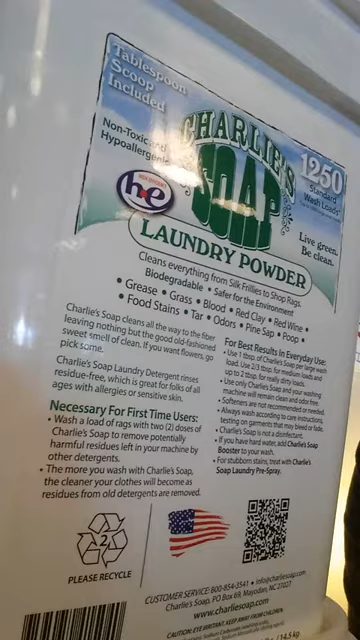 Tablespoon
Scoop
Included
Non-Toxic and
Hypoallergenic
HIGH EFFICIENCY
he
CHARLIE'S
SOAP
1250
Standard
Wash Loads*
Live green.
Be clean.
LAUNDRY POWDER
Cleans everything from Silk Frillies to Shop Rags.
Biodegradable • Safer for the Environment
• Grease • Grass • Blood • Red Clay • Red Wine •
• Food Stains • Tar • Odors • Pine Sap • Poop •
Charlie's Soap cleans all the way to the fiber
leaving nothing but the good old-fashioned
sweet smell of clean. If you want flowers, go
pick some.
Charlie's Soap Laundry Detergent rinses
residue-free, which is great for folks of all
ages with allergies or sensitive skin.
Necessary For First Time Users:
• Wash a load of rags with two (2) doses of
Charlie's Soap to remove potentially
harmful residues left in your machine by
other detergents.
• The more you wash with Charlie's Soap,
the cleaner your clothes will become as
residues from old detergents are removed.
For Best Results in Everyday Use:
• Use 1 tbsp of Charlie's Soap per large
load. Use 2/3 tbsp. for medium loads and
up to 2 tbsp. for really dirty loads.
• Use only Charlie's Soap and your washing
machine will remain clean and odor free.
• Softeners are not recommended or needed.
• Always wash according to care instructions,
testing on garments that may bleed or fade.
• Charlie's Soap is not a disinfectant.
• If you have hard water, add Charlie's Soap
Booster to your wash.
• For stubborn stains, treat with Charlie's
Soap Laundry Pre-Spray.
2
PLEASE RECYCLE
CUSTOMER SERVICE: 800-854-3541 • info@charliesoap.com
Charlie's Soap, PO Box 69, Mayodan, NC 27027
www.charliesoap.com
CAUTION: EYE IRRITANT. KEEP AWAY FROM CHILDREN.